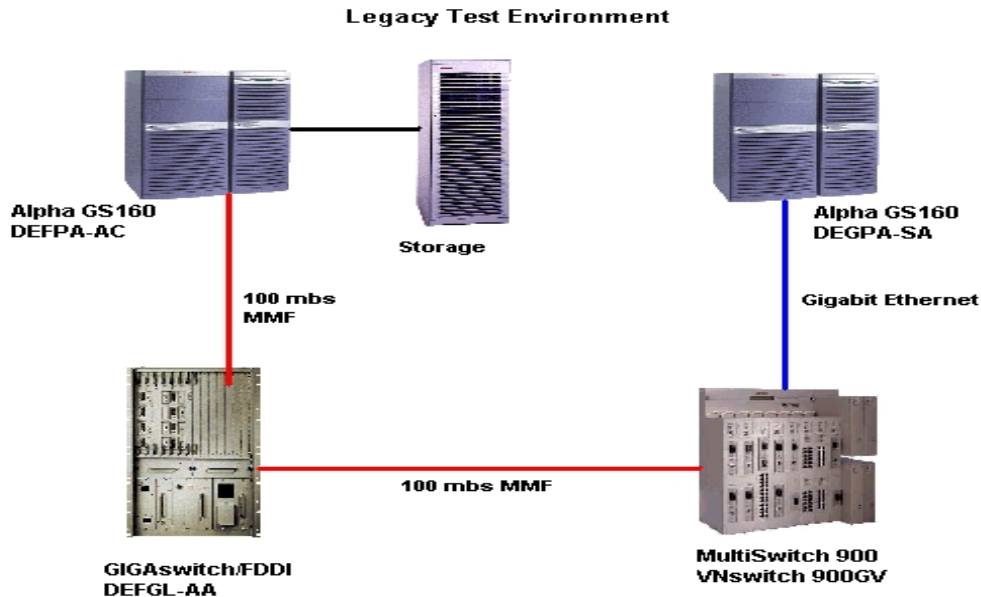 Legacy Test Environment
Alpha GS160
DEFPA-AC
Storage
Alpha GS160
DEGPA-SA
100 mbs
MMF
Gigabit Ethernet
100 mbs MMF
GIGAswitch/FDDI
DEFGL-AA
MultiSwitch 900
VNswitch 900GV